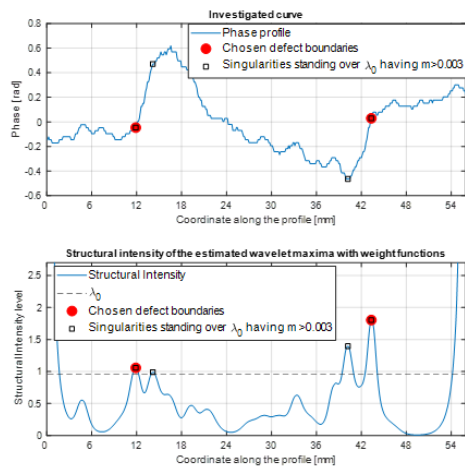 Investigated curve
Phase profile
Chosen defect boundaries
Singularities standing over λ0 having m>0.003
Phase [rad]
0.8
0.6
0.4
0.2
0
-0.2
-0.4
-0.6
0 6 12 18 24 30 36 42 48 54
Coordinate along the profile [mm]
Structural intensity of the estimated wavelet maxima with weight functions
Structural Intensity
λ0
Chosen defect boundaries
Singularities standing over λ0 having m >0.003
Structural Intensity level
2.5
2
1.5
1
0.5
0
0 6 12 18 24 30 36 42 48 54
Coordinate along the profile [mm]